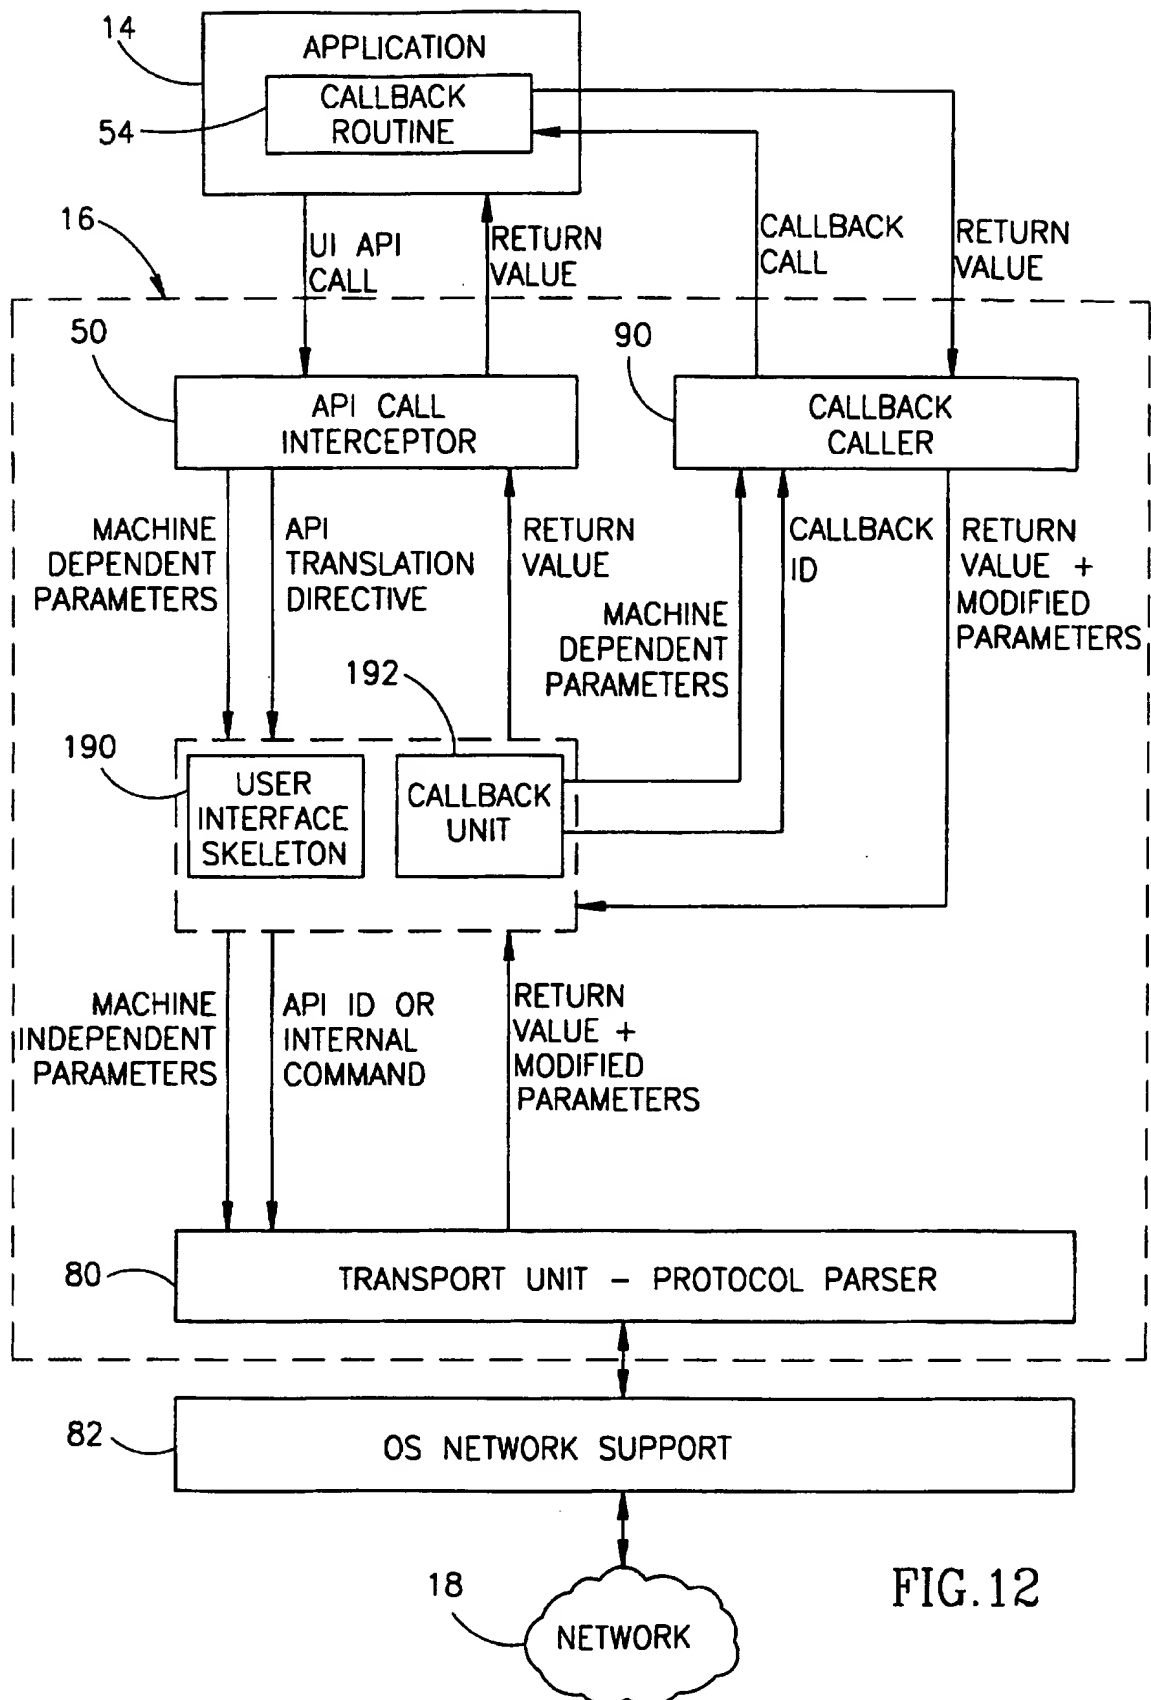 14
APPLICATION
CALLBACK
ROUTINE
54
16
UI API
CALL
RETURN
VALUE
CALLBACK
CALL
RETURN
VALUE
50
90
API CALL
INTERCEPTOR
CALLBACK
CALLER
MACHINE
DEPENDENT
PARAMETERS
API
TRANSLATION
DIRECTIVE
RETURN
VALUE
CALLBACK
ID
RETURN
VALUE +
MODIFIED
PARAMETERS
MACHINE
DEPENDENT
PARAMETERS
192
190
USER
INTERFACE
SKELETON
CALLBACK
UNIT
MACHINE
INDEPENDENT
PARAMETERS
API ID OR
INTERNAL
COMMAND
RETURN
VALUE +
MODIFIED
PARAMETERS
80
TRANSPORT UNIT – PROTOCOL PARSER
82
OS NETWORK SUPPORT
18
NETWORK
FIG.12